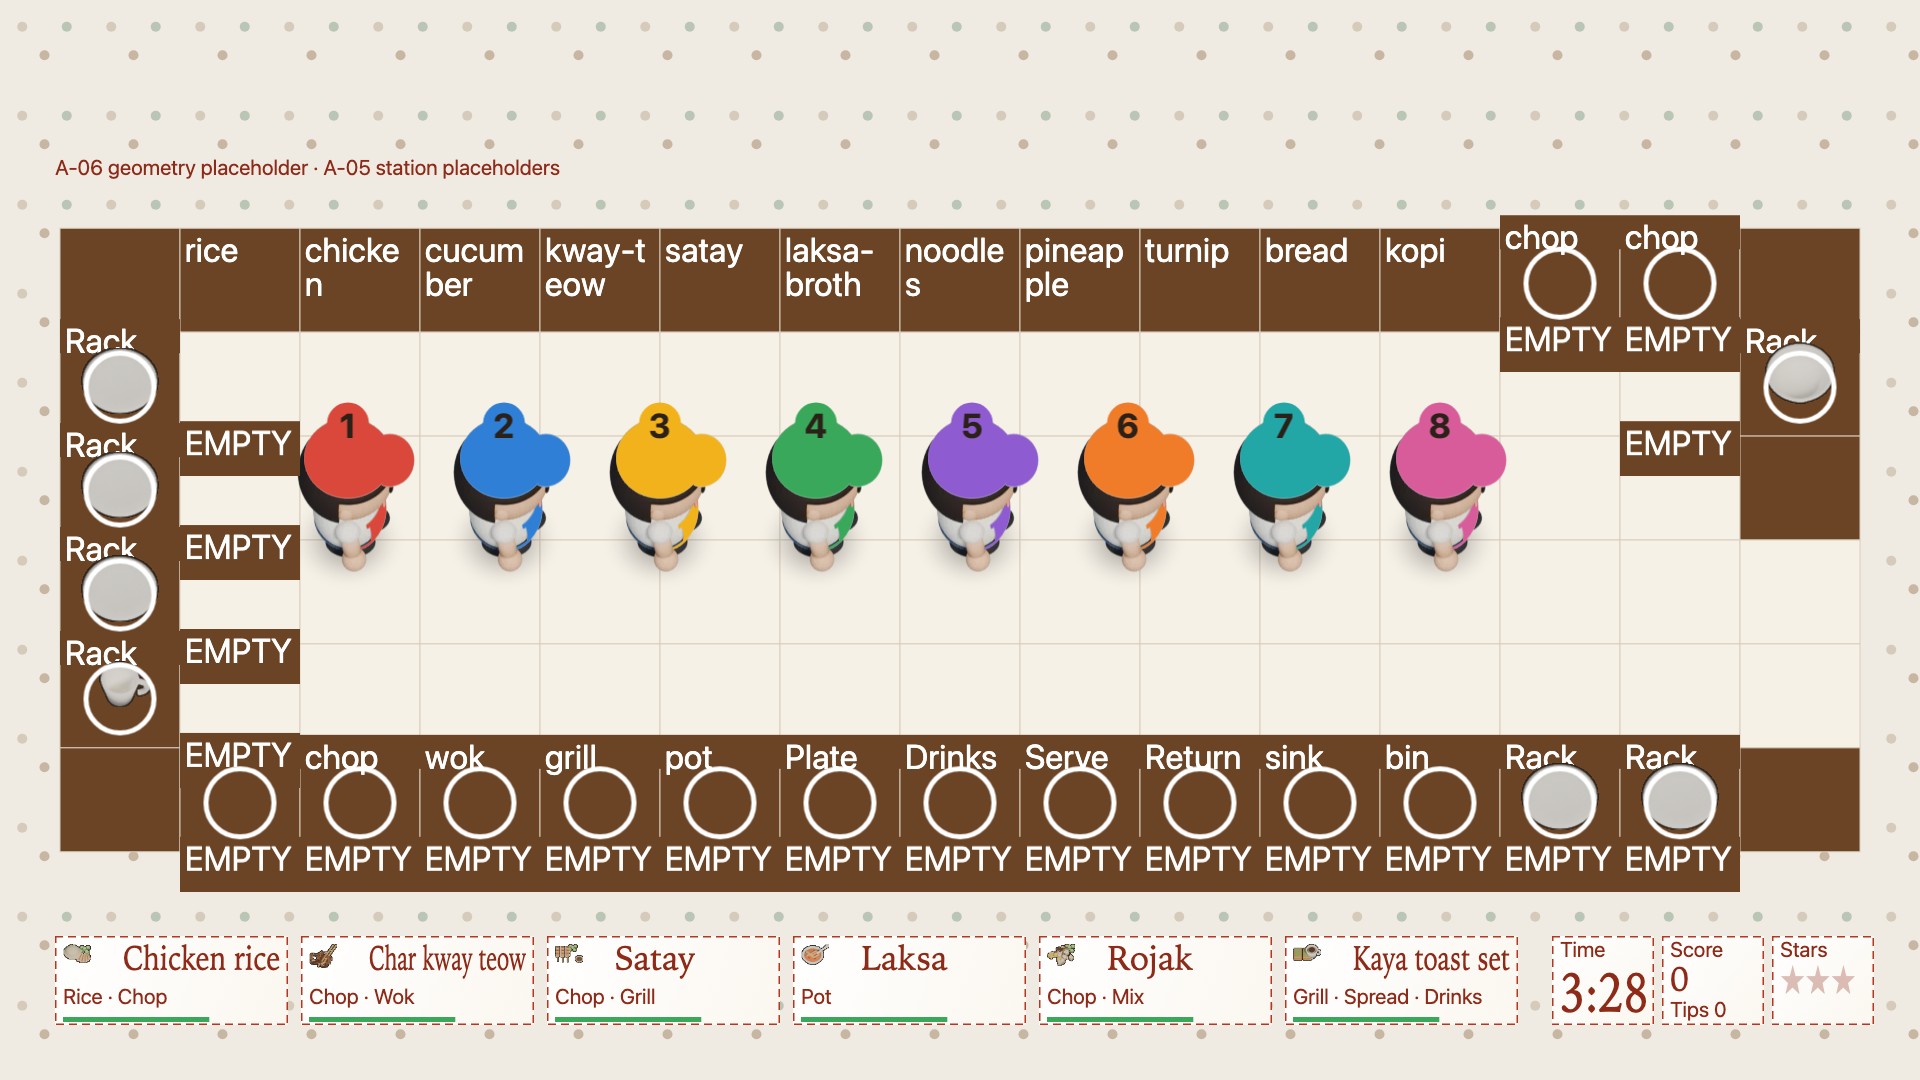 A-06 geometry placeholder · A-05 station placeholders
rice
chicke
n
cucum
ber
kway-t
eow
satay
laksa-
broth
noodle
s
pineap
ple
turnip
bread
kopi
chop
EMPTY
chop
EMPTY
Rack
Rack
Rack
EMPTY
1
2
3
4
5
6
7
8
EMPTY
Rack
EMPTY
Rack
EMPTY
EMPTY
chop
wok
grill
pot
Plate
Drinks
Serve
Return
sink
bin
Rack
Rack
EMPTY
EMPTY
EMPTY
EMPTY
EMPTY
EMPTY
EMPTY
EMPTY
EMPTY
EMPTY
EMPTY
EMPTY
EMPTY
Chicken rice
Rice · Chop
Char kway teow
Chop · Wok
Satay
Chop · Grill
Laksa
Pot
Rojak
Chop · Mix
Kaya toast set
Grill · Spread · Drinks
Time
3:28
Score
0
Tips 0
Stars